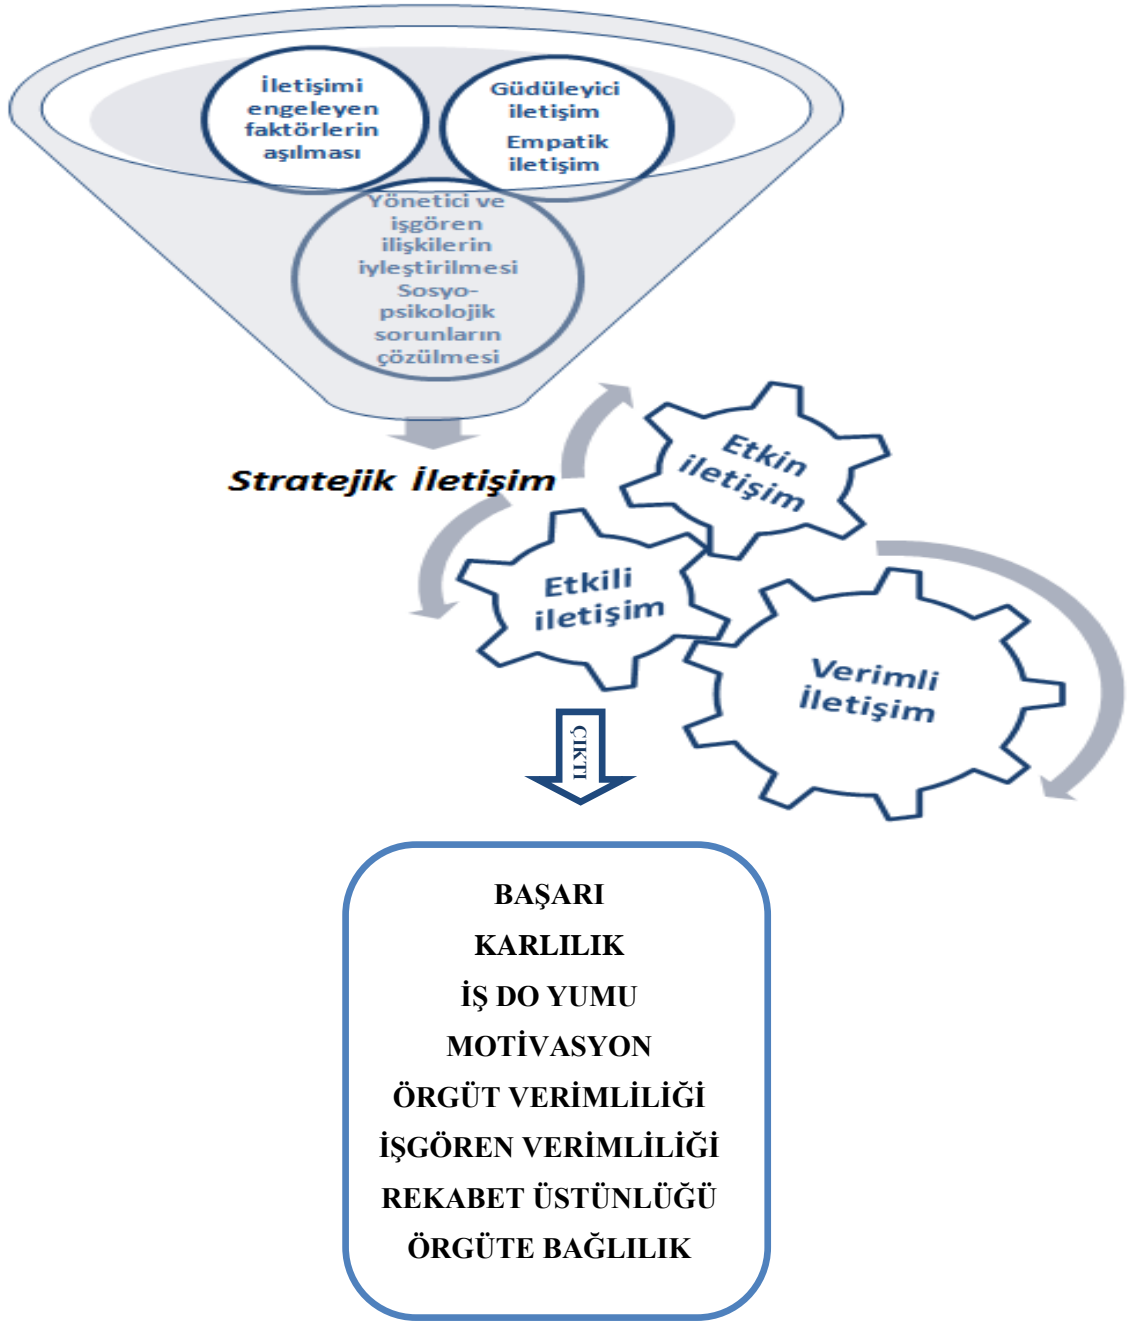 İletişimi
engeleyen
faktörlerin
aşılması
Güdüleyici
iletişim
Empatik
iletişim
Yönetici ve
işgören
ilişkilerin
iyleştirilmesi
Sosyo-
psikolojik
sorunların
çözülmesi
Stratejik İletişim
Etkin
iletişim
Etkili
iletişim
Verimli
İletişim
ÇIKTI
BAŞARI
KARLILIK
İŞ DO YUMU
MOTİVASYON
ÖRGÜT VERİMLİLİĞİ
İŞGÖREN VERİMLİLİĞİ
REKABET ÜSTÜNLÜĞÜ
ÖRGÜTE BAĞLILIK